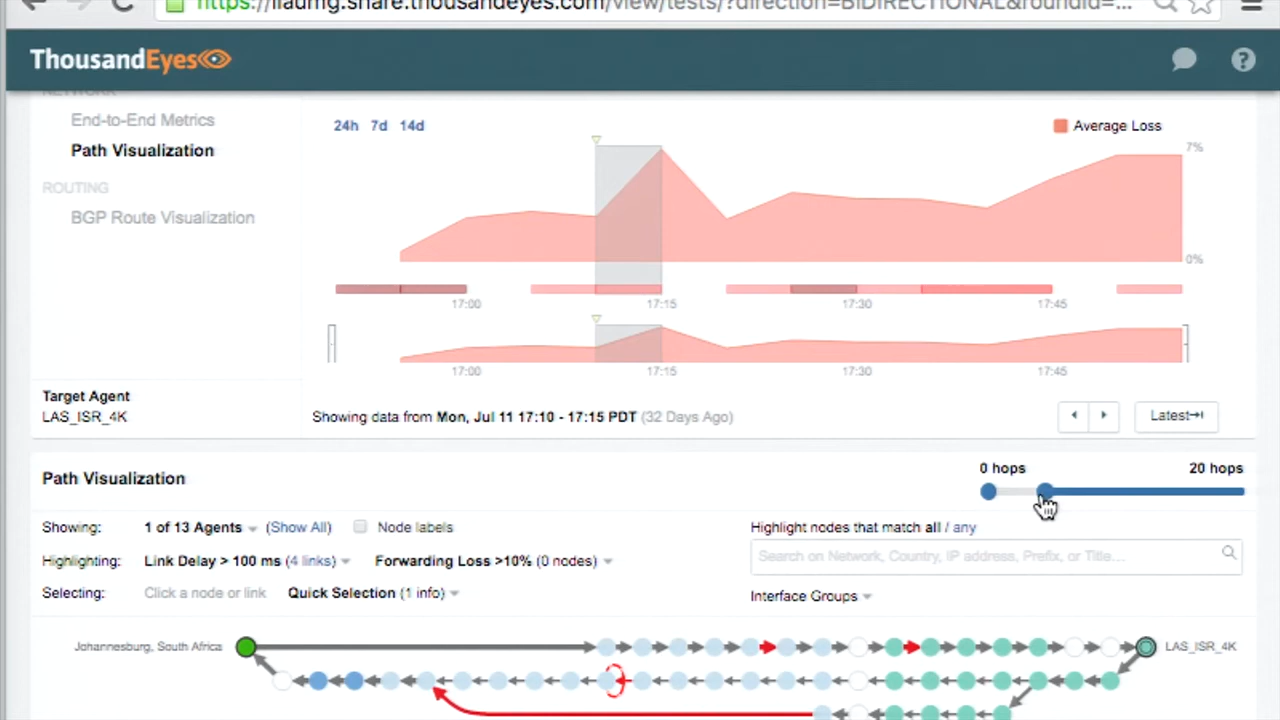 https://llaumg.share.thousandeyes.com/view/tests/?direction=BIDIRECTIONAL&roundId=...
ThousandEyes
NETWORK
End-to-End Metrics
Path Visualization
ROUTING
BGP Route Visualization
24h 7d 14d
Average Loss
7%
0%
17:00 17:15 17:30 17:45
17:00 17:15 17:30 17:45
Target Agent
LAS_ISR_4K
Showing data from Mon, Jul 11 17:10 - 17:15 PDT (32 Days Ago)
Latest
Path Visualization
0 hops 20 hops
Showing: 1 of 13 Agents (Show All) Node labels
Highlight nodes that match all / any
Highlighting: Link Delay > 100 ms (4 links) Forwarding Loss >10% (0 nodes)
Search on Network, Country, IP address, Prefix, or Title...
Selecting: Click a node or link Quick Selection (1 info)
Interface Groups
Johannesburg, South Africa
LAS_ISR_4K